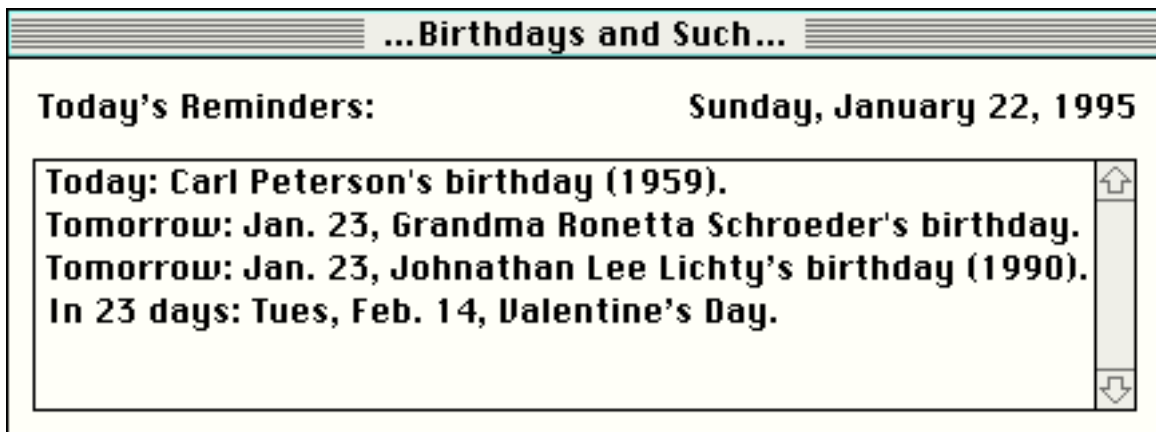 ...Birthdays and Such...
Today's Reminders: Sunday, January 22, 1995
Today: Carl Peterson's birthday (1959).
Tomorrow: Jan. 23, Grandma Ronetta Schroeder's birthday.
Tomorrow: Jan. 23, Johnathan Lee Lichty's birthday (1990).
In 23 days: Tues, Feb. 14, Valentine's Day.